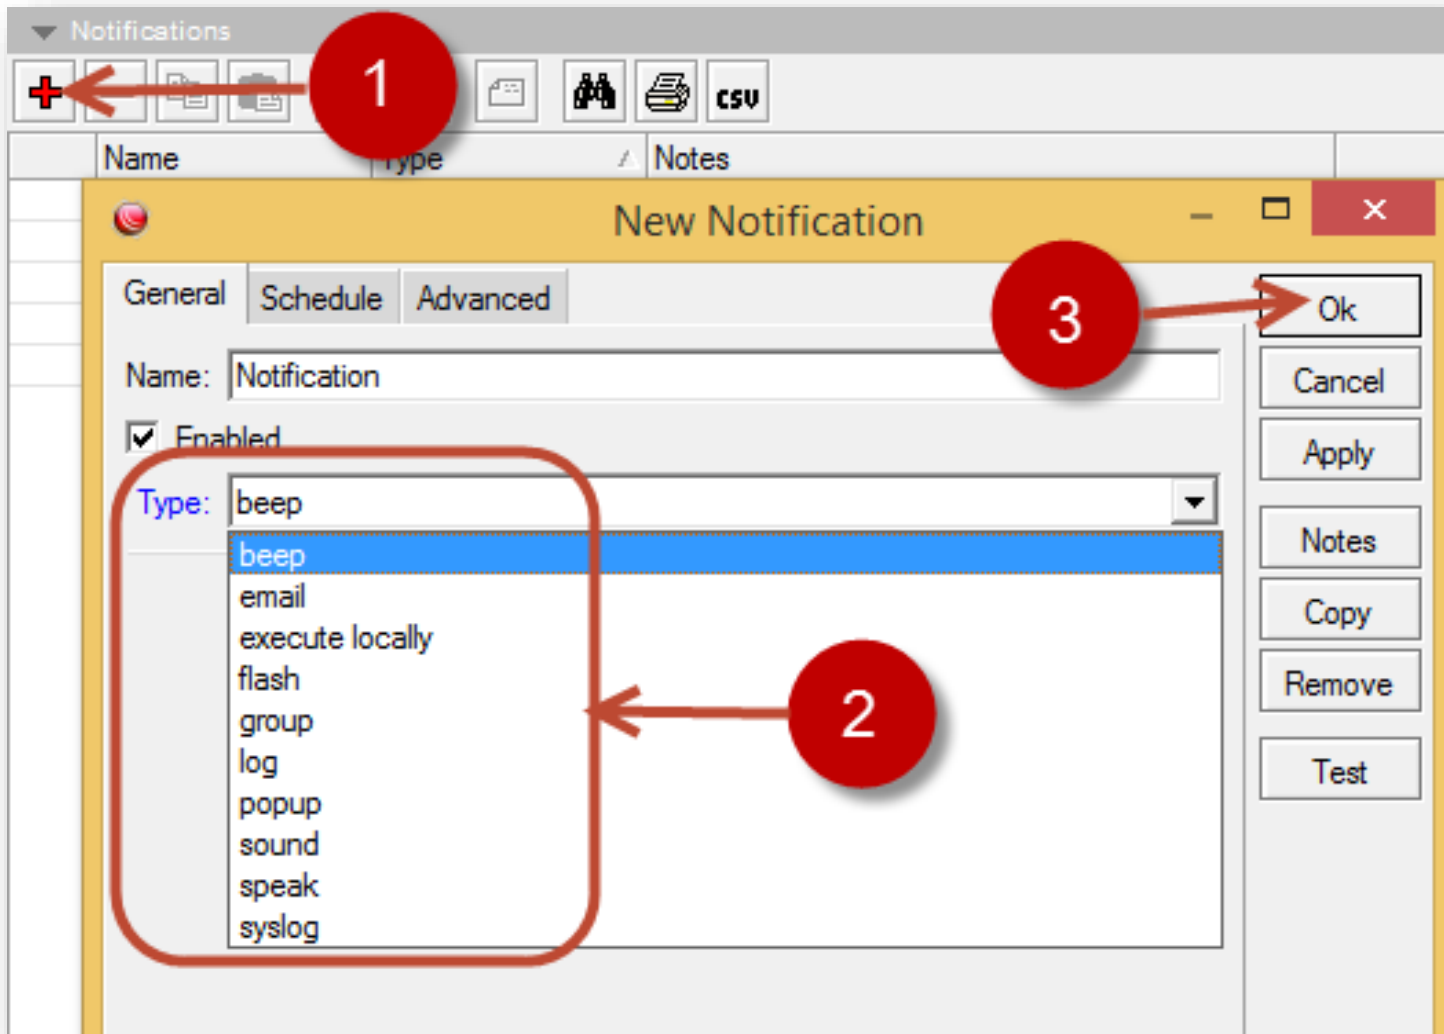 Notifications
1
csv
Name Type Notes
New Notification
General Schedule Advanced
3
Ok
Name: Notification
Cancel
Enabled
Apply
Type: beep
Notes
beep
email
Copy
execute locally
flash
Remove
group
2
log
Test
popup
sound
speak
syslog